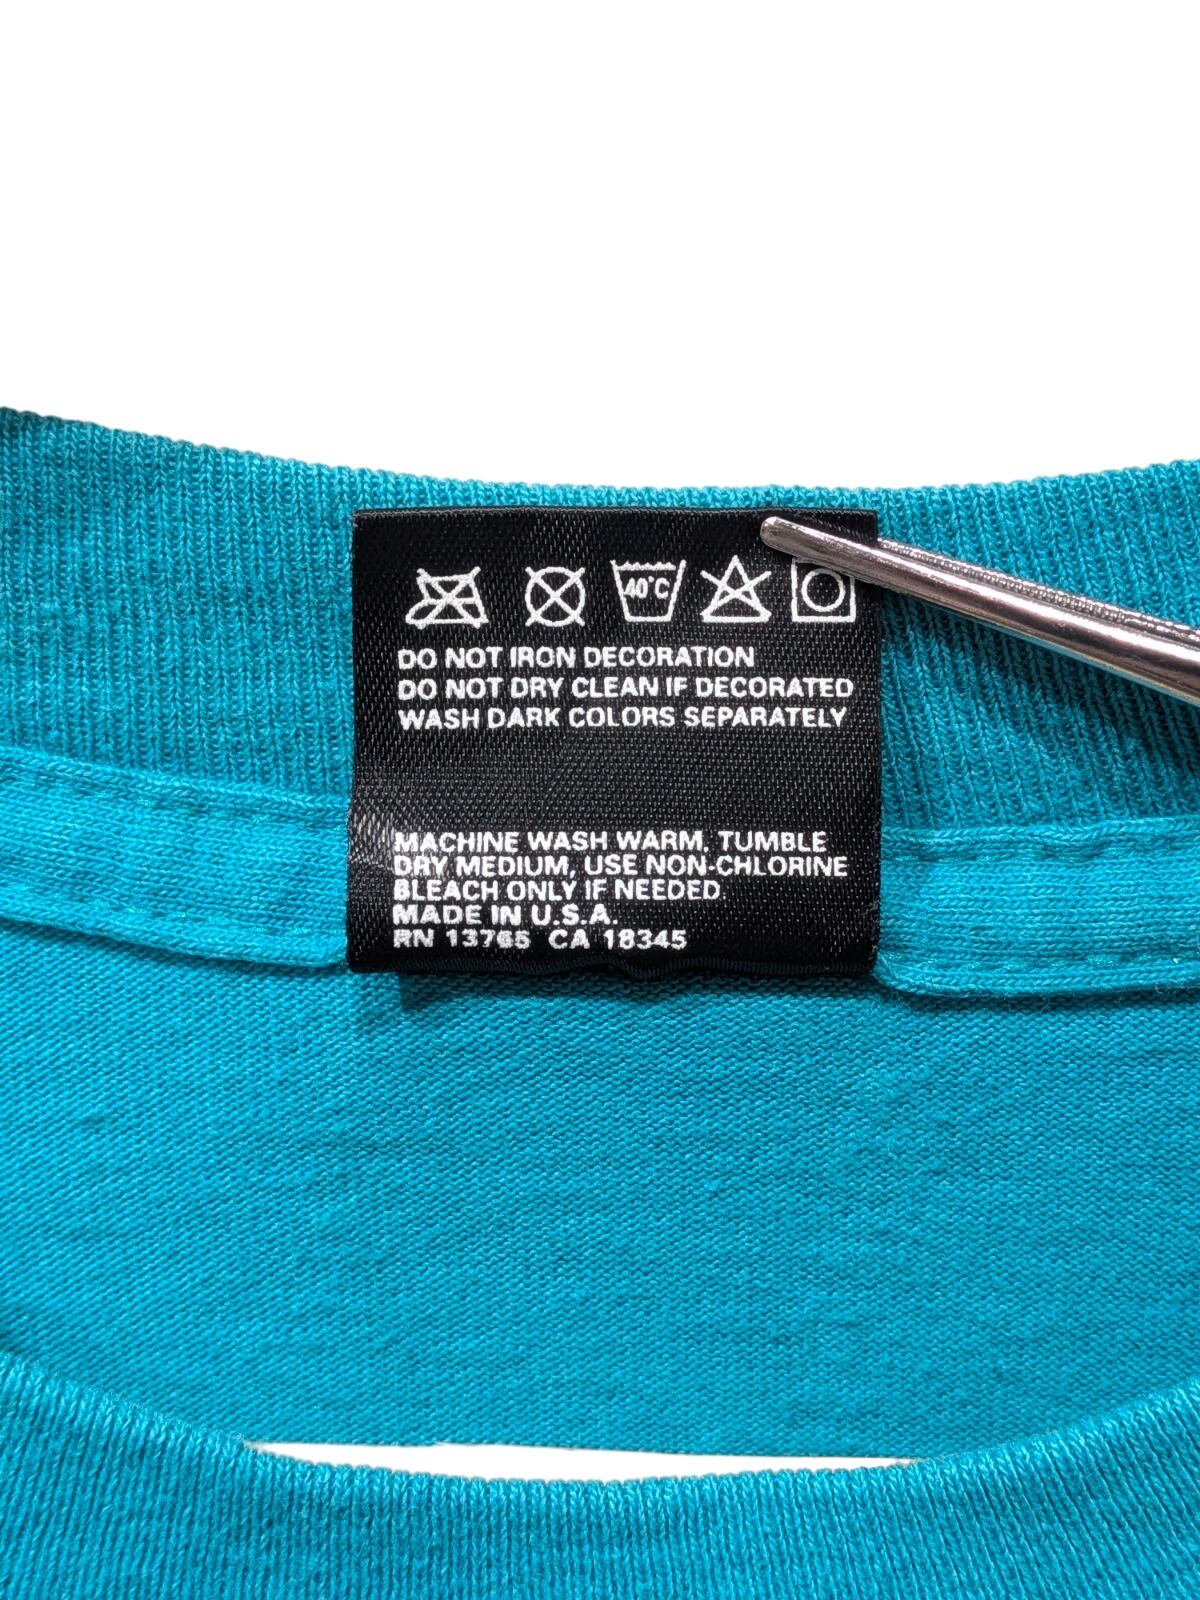 40°C
DO NOT IRON DECORATION
DO NOT DRY CLEAN IF DECORATED
WASH DARK COLORS SEPARATELY
MACHINE WASH WARM, TUMBLE
DRY MEDIUM, USE NON-CHLORINE
BLEACH ONLY IF NEEDED
MADE IN U.S.A.
RN 13765 CA 18345